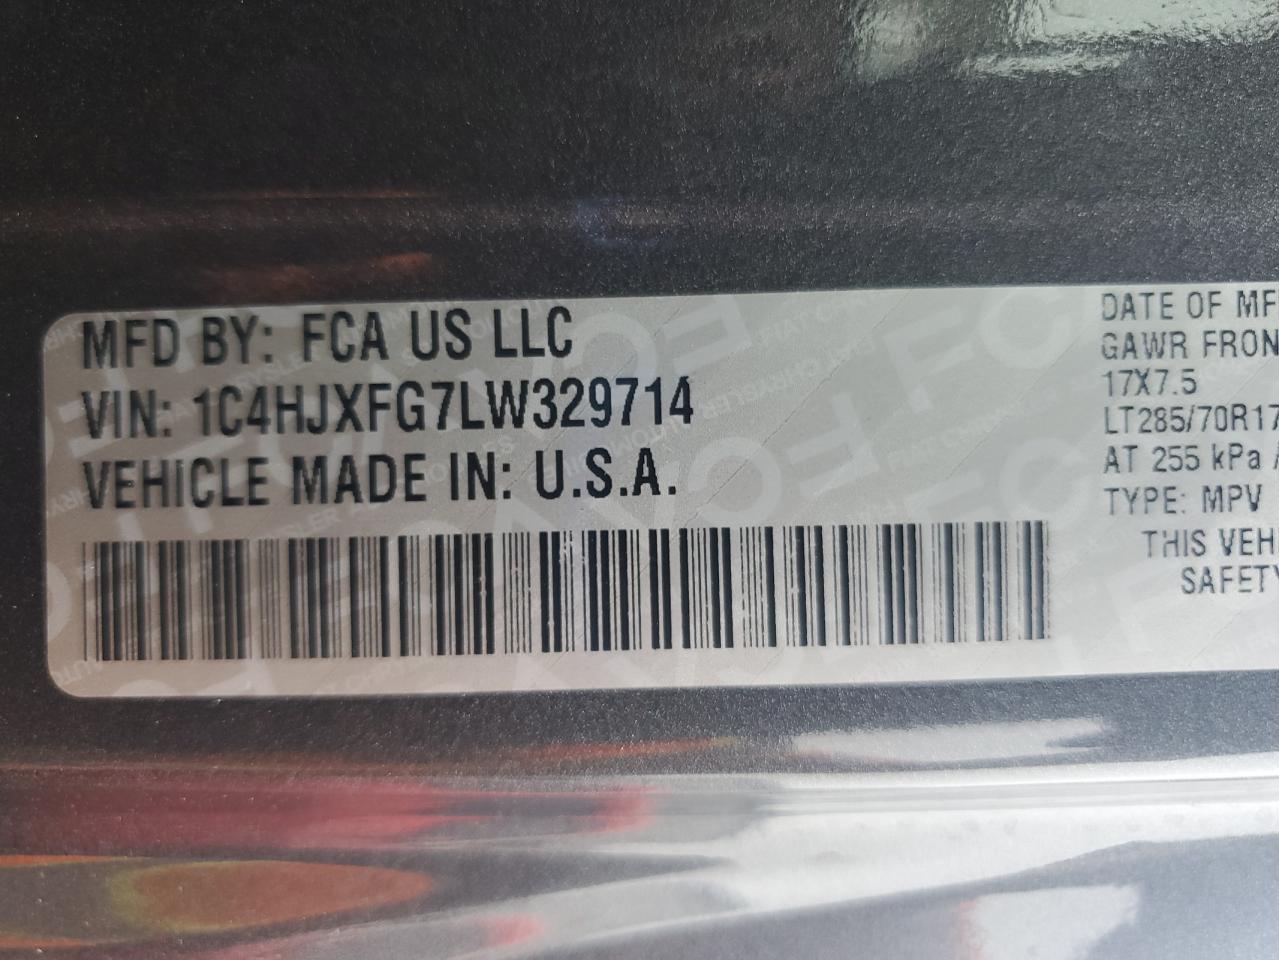 MFD BY: FCA US LLC
VIN: 1C4HJXFG7LW329714
VEHICLE MADE IN: U.S.A.
DATE OF MF
GAWR FRON
17X7.5
LT285/70R17
AT 255 kPa /
TYPE: MPV
THIS VEH
SAFETY